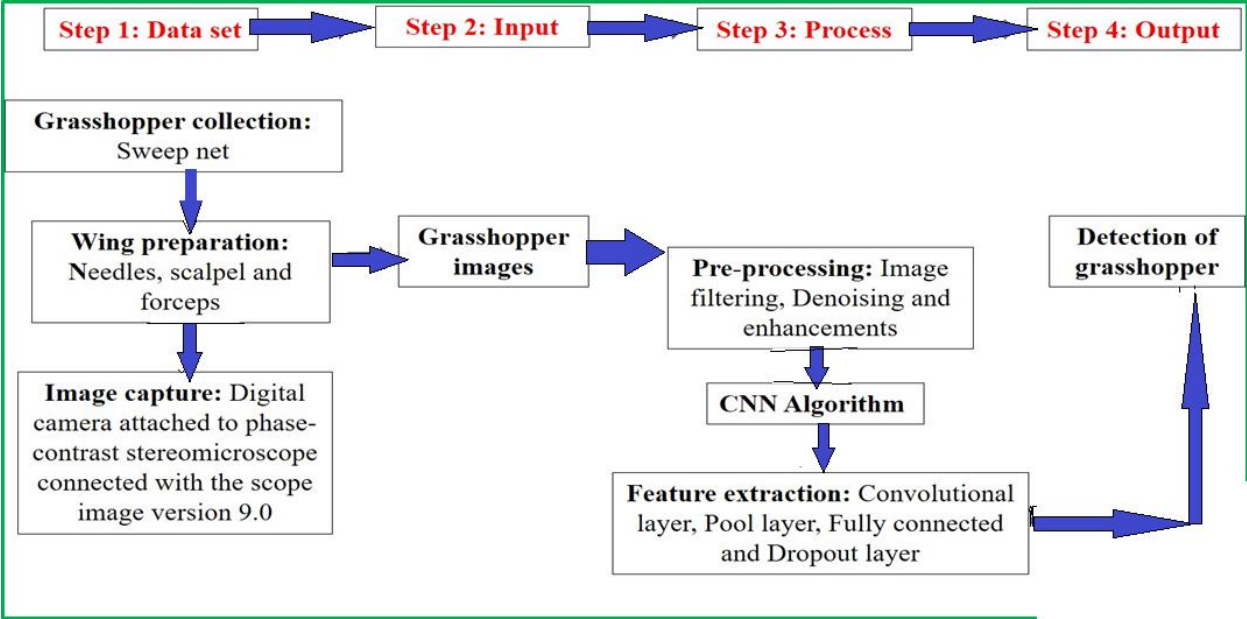 Step 1: Data set
Step 2: Input
Step 3: Process
Step 4: Output
Grasshopper collection:
Sweep net
Wing preparation:
Needles, scalpel and
forceps
Image capture: Digital
camera attached to phase-
contrast stereomicroscope
connected with the scope
image version 9.0
Grasshopper
images
Pre-processing: Image
filtering, Denoising and
enhancements
CNN Algorithm
Feature extraction: Convolutional
layer, Pool layer, Fully connected
and Dropout layer
Detection of
grasshopper